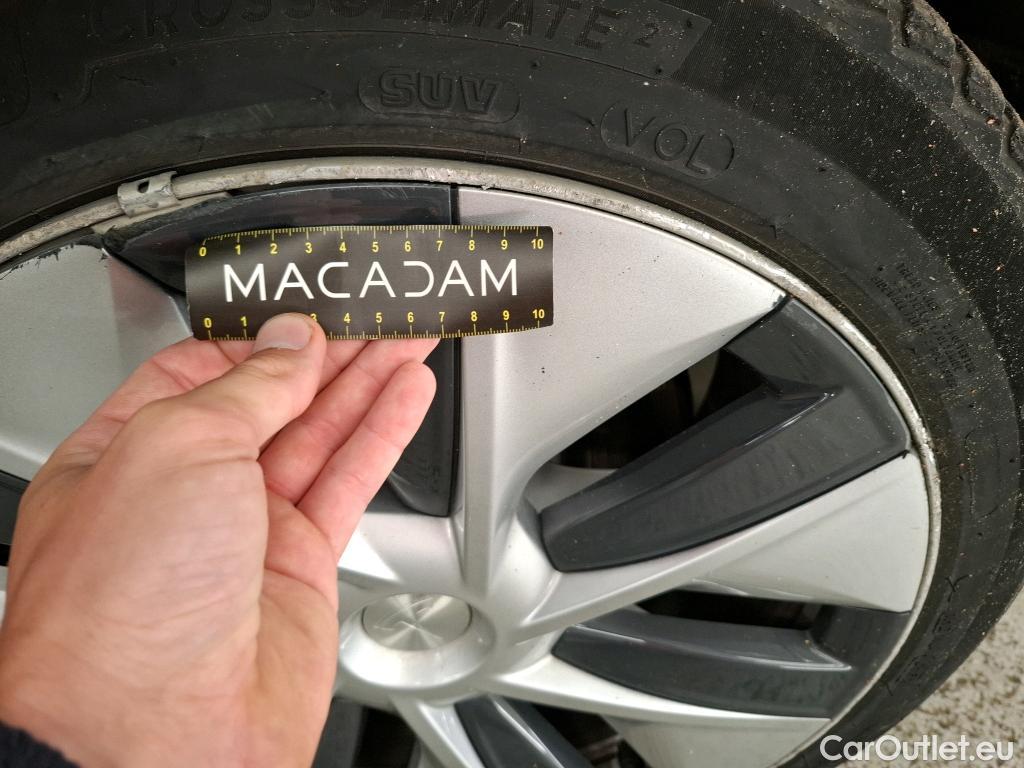 CROSSCLIMATE 2
SUV
VOL
0 1 2 3 4 5 6 7 8 9 10
MACADAM
0 1 3 4 5 6 7 8 9 10
CarOutlet.eu